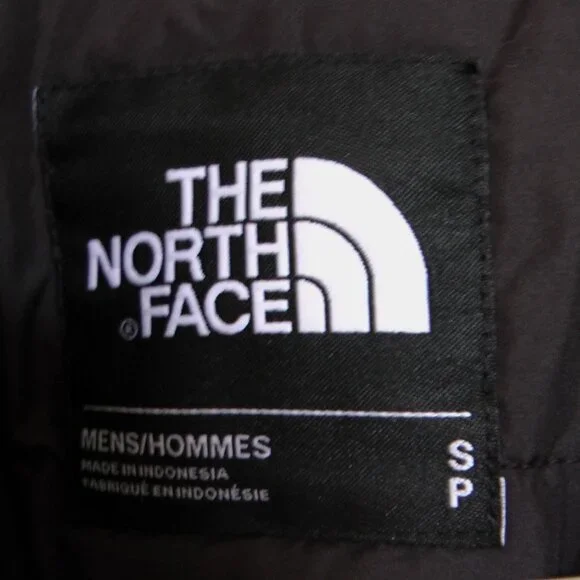 THE
NORTH
® FACE
MENS/HOMMES
MADE IN INDONESIA
FABRIQUÉ EN INDONÉSIE
S
P